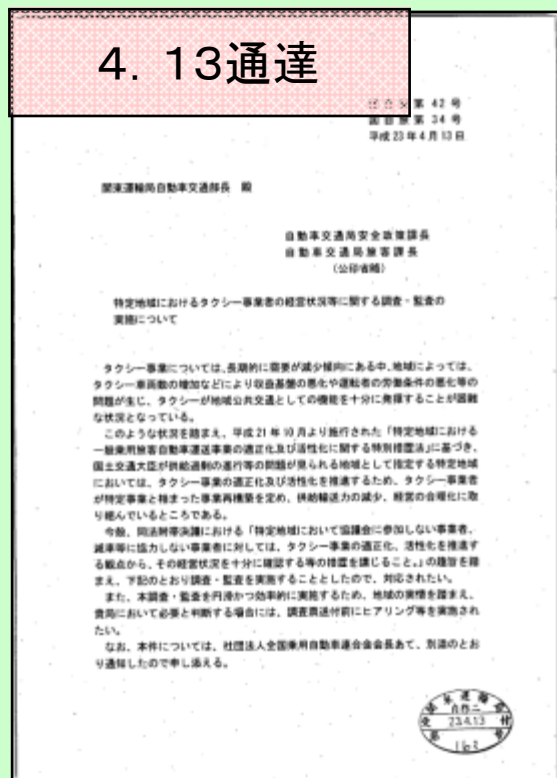 4．13通達
第 42 号
国自旅第 34 号
平成23年4月13日
関東運輸局自動車交通部長　殿
自動車交通局安全政策課長
自動車交通局旅客課長
（公印省略）
特定地域におけるタクシー事業者の経営状況等に関する調査・監査の
実施について
タクシー事業については、長期的に需要が減少傾向にある中、地域によっては、
タクシー車両数の増加などにより収益基盤の悪化や運転者の労働条件の悪化等の
問題が生じ、タクシーが地域公共交通としての機能を十分に発揮することが困難
な状況となっている。
このような状況を踏まえ、平成21年10月より施行された「特定地域における
一般乗用旅客自動車運送事業の適正化及び活性化に関する特別措置法」に基づき、
国土交通大臣が供給過剰の進行等の問題が見られる地域として指定する特定地域
においては、タクシー事業の適正化及び活性化を推進するため、タクシー事業者
が特定事業と相まった事業再構築を定め、供給輸送力の減少、経営の合理化に取
り組んでいるところである。
今般、同法附帯決議における「特定地域において協議会に参加しない事業者、
減車等に協力しない事業者に対しては、タクシー事業の適正化、活性化を推進す
る観点から、その経営状況を十分に確認する等の措置を講じること。」の趣旨を踏
まえ、下記のとおり調査・監査を実施することとしたので、対応されたい。
また、本調査・監査を円滑かつ効率的に実施するため、地域の実情を踏まえ、
貴局において必要と判断する場合には、調査票送付前にヒアリング等を実施され
たい。
なお、本件については、社団法人全国乗用自動車連合会会長あて、別添のとお
り通知したので申し添える。
23.4.13